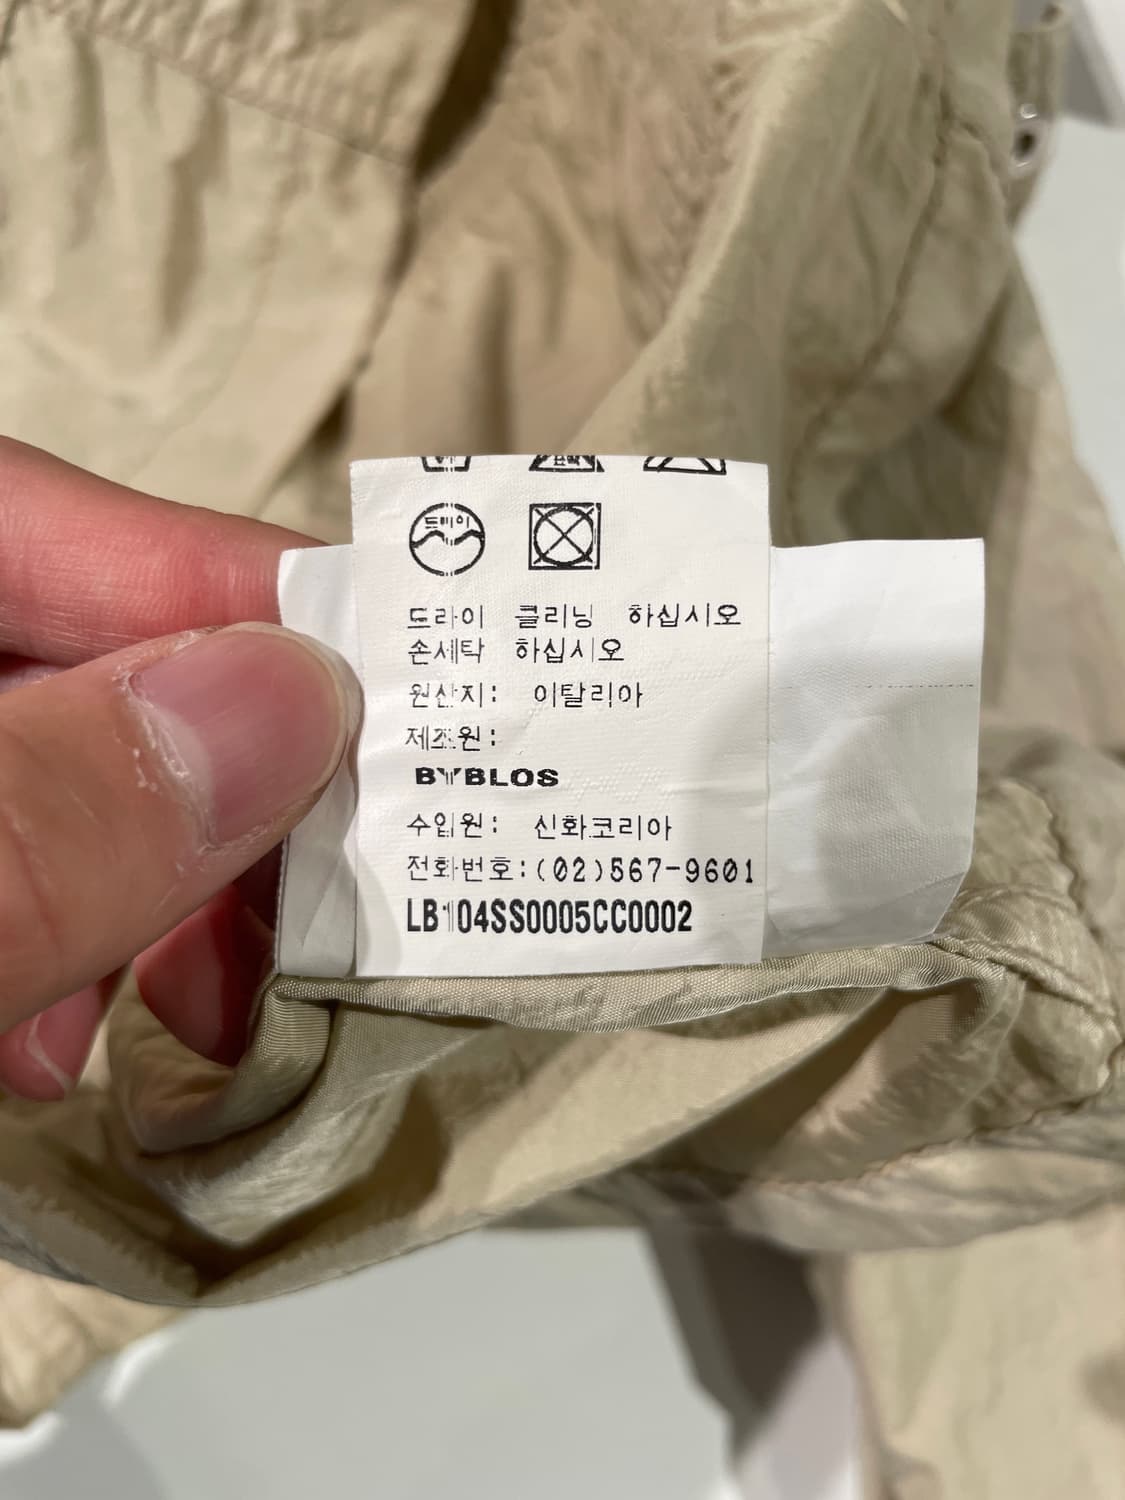 표백
드라이
드라이 클리닝 하십시오
손세탁 하십시오
원산지: 이탈리아
제조원:
BYBLOS
수입원: 신화코리아
전화번호:(02)567-9601
LB104SS0005CC0002